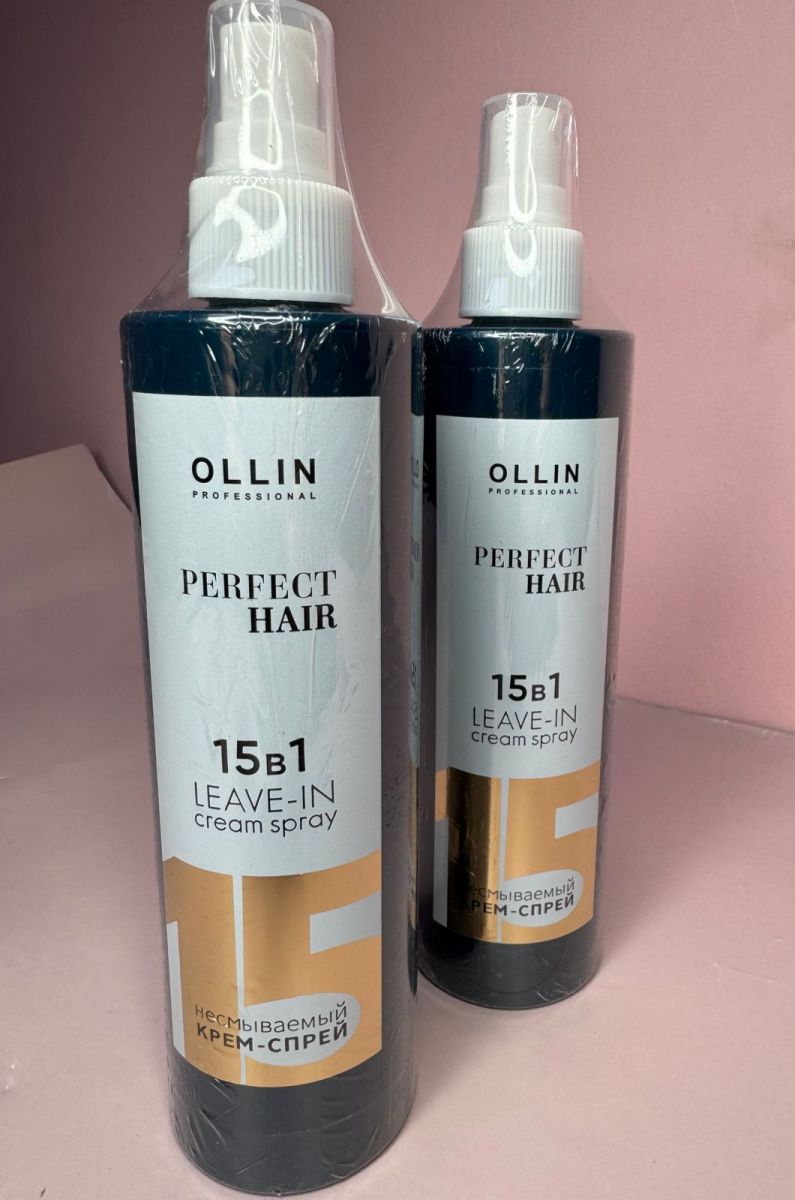 OLLIN
PROFESSIONAL
PERFECT
HAIR
15в1
LEAVE-IN
cream spray
15
несмываемый
КРЕМ-СПРЕЙ
OLLIN
PROFESSIONAL
PERFECT
HAIR
15в1
LEAVE-IN
cream spray
15
несмываемый
КРЕМ-СПРЕЙ